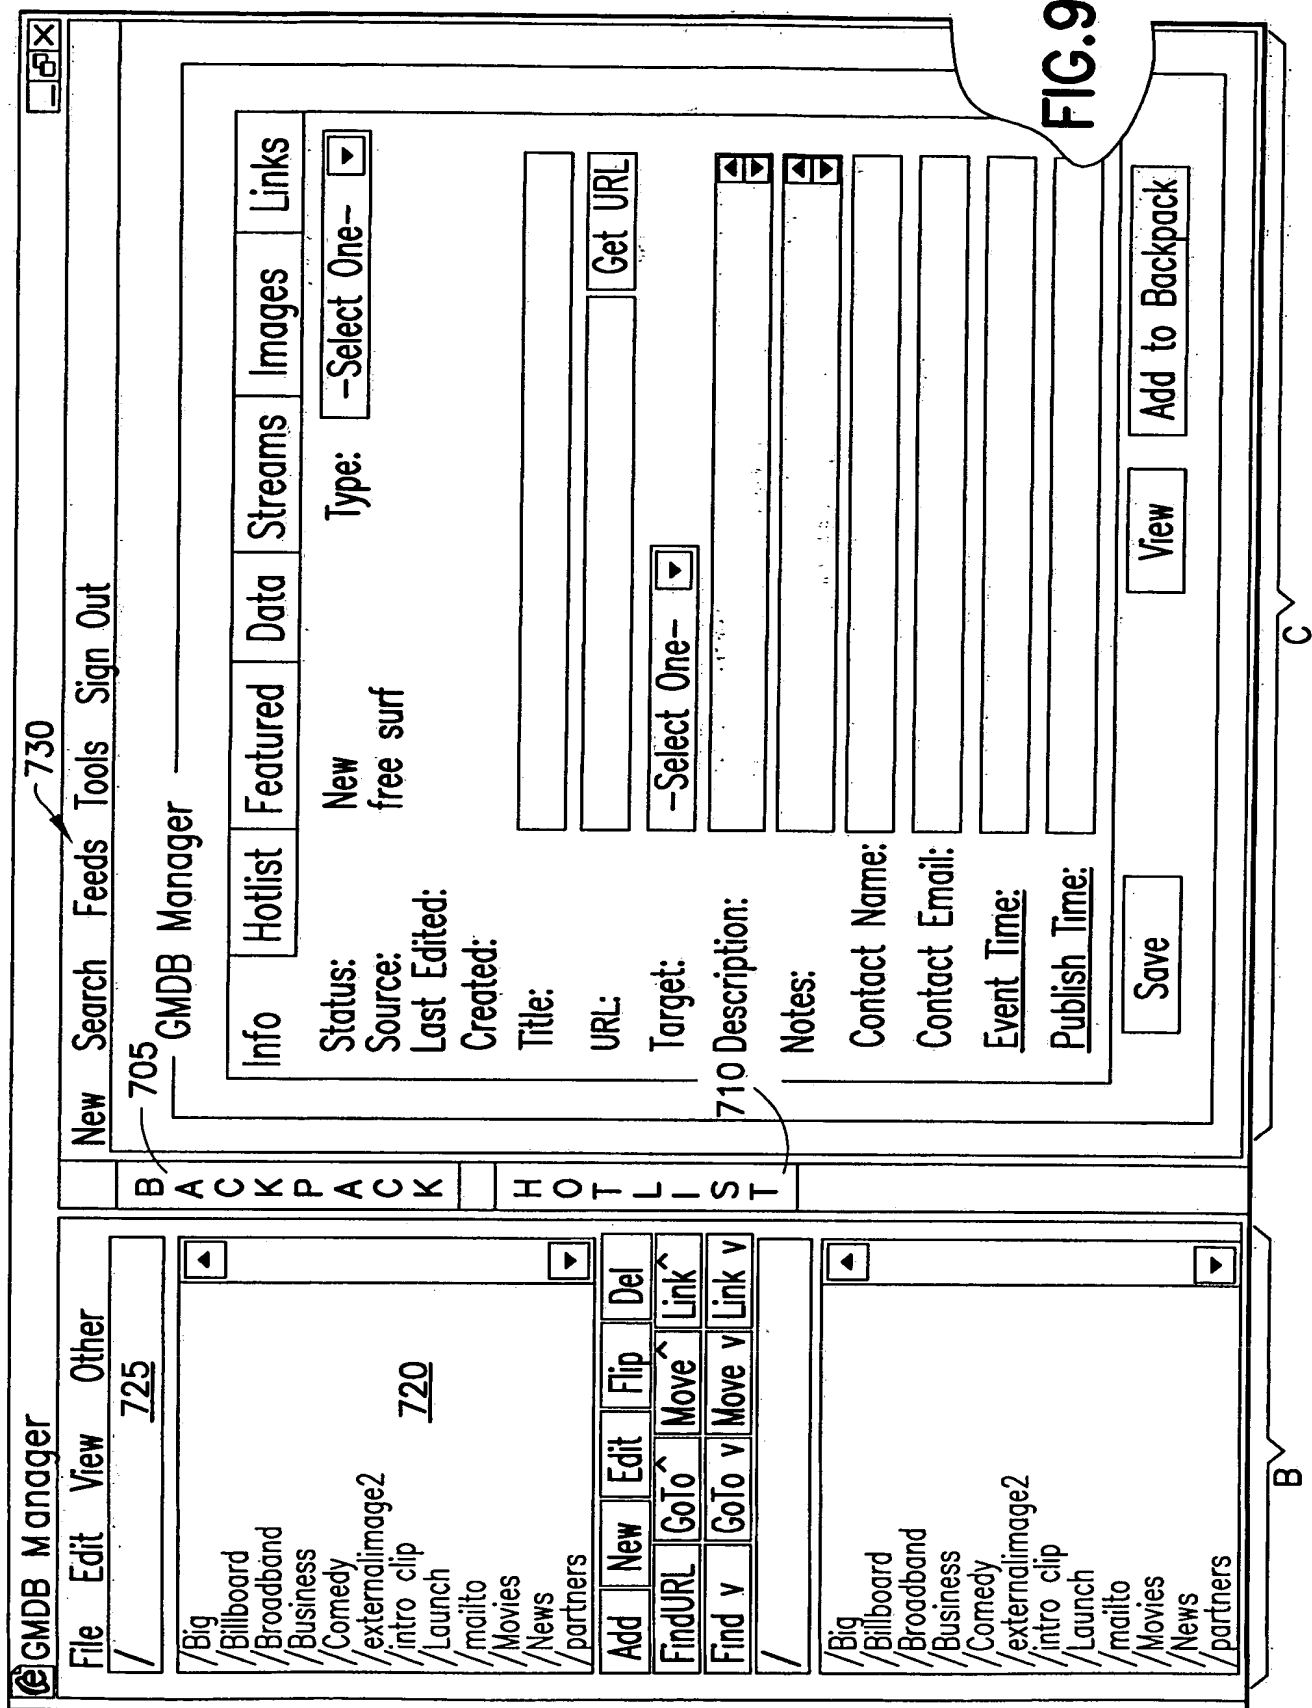 GMDB Manager
File Edit View Other
/
725
/Big
/Billboard
/Broadband
/Business
/Comedy
/externalimage2
/intro clip
/Launch
/mailto
/Movies
/News
/partners
720
Add New Edit Flip Del
FindURL GoTo^ Move^ Link^
Find v GoTo v Move v Link v
/
/Big
/Billboard
/Broadband
/Business
/Comedy
/externalimage2
/intro clip
/Launch
/mailto
/Movies
/News
/partners
B
BACKPACK
705
HOTLIST
710
New Search Feeds Tools Sign Out
730
GMDB Manager
Info Hotlist Featured Data Streams Images Links
Status: New Type: -Select One-
Source: free surf
Last Edited:
Created:
Title:
URL: Get URL
Target: -Select One-
Description:
Notes:
Contact Name:
Contact Email:
Event Time:
Publish Time:
Save View Add to Backpack
C
FIG.9